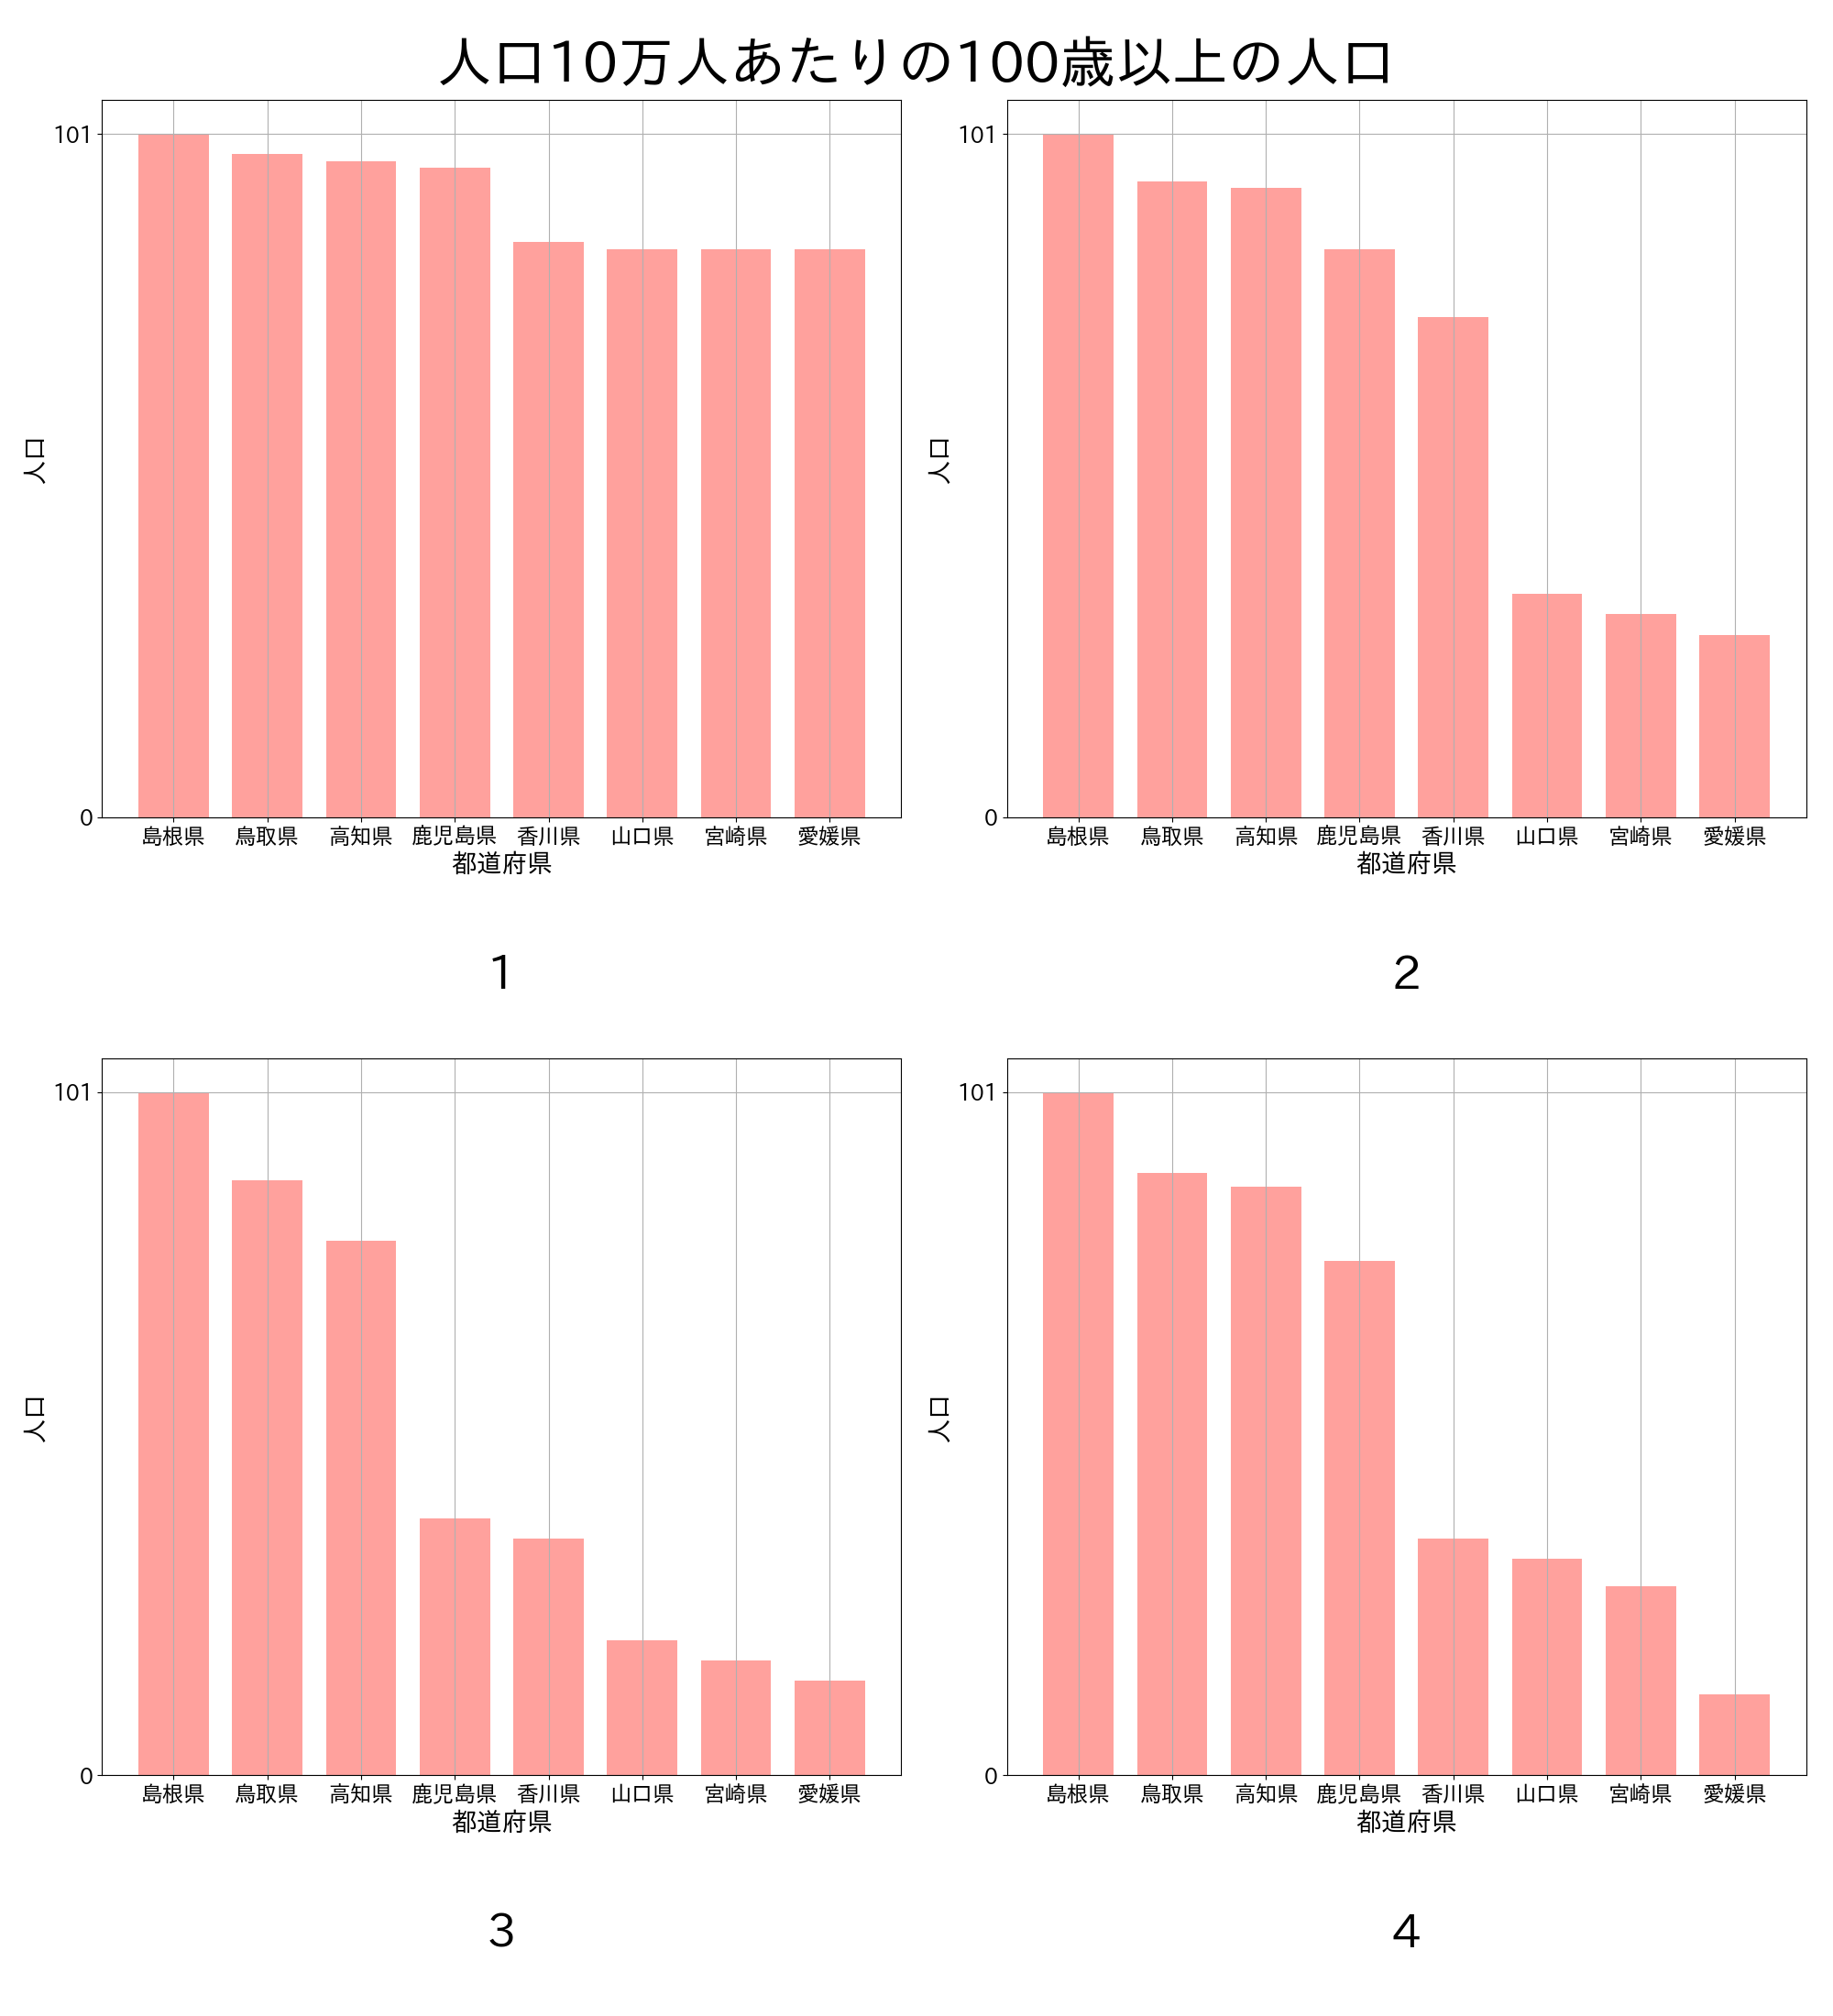 人口10万人あたりの100歳以上の人口
101
0
人口
島根県 鳥取県 高知県 鹿児島県 香川県 山口県 宮崎県 愛媛県
都道府県
1
101
0
人口
島根県 鳥取県 高知県 鹿児島県 香川県 山口県 宮崎県 愛媛県
都道府県
2
101
0
人口
島根県 鳥取県 高知県 鹿児島県 香川県 山口県 宮崎県 愛媛県
都道府県
3
101
0
人口
島根県 鳥取県 高知県 鹿児島県 香川県 山口県 宮崎県 愛媛県
都道府県
4